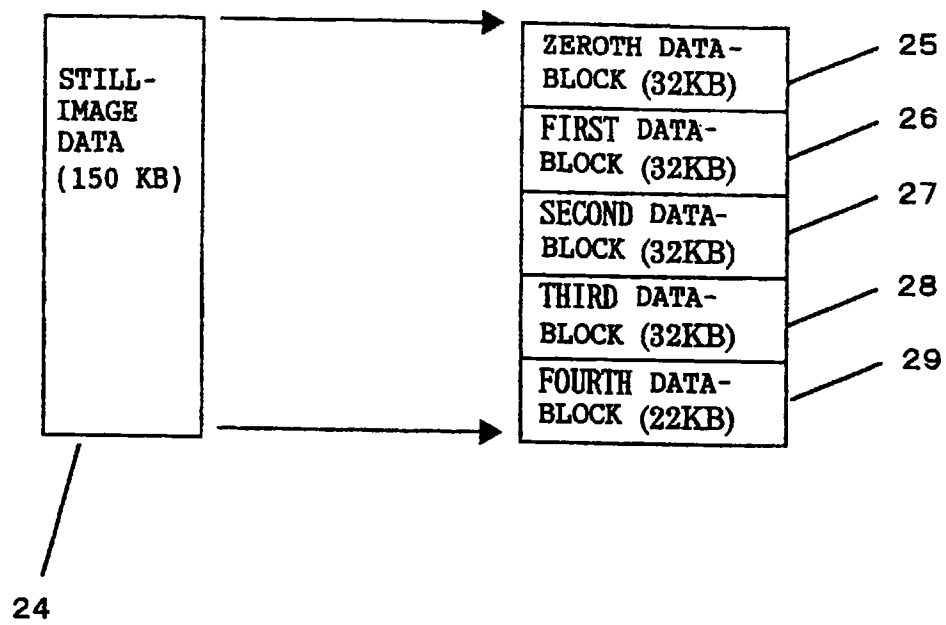 STILL-
IMAGE
DATA
(150 KB)
ZEROTH DATA-
BLOCK (32KB)
25
FIRST DATA-
BLOCK (32KB)
26
SECOND DATA-
BLOCK (32KB)
27
THIRD DATA-
BLOCK (32KB)
28
FOURTH DATA-
BLOCK (22KB)
29
24